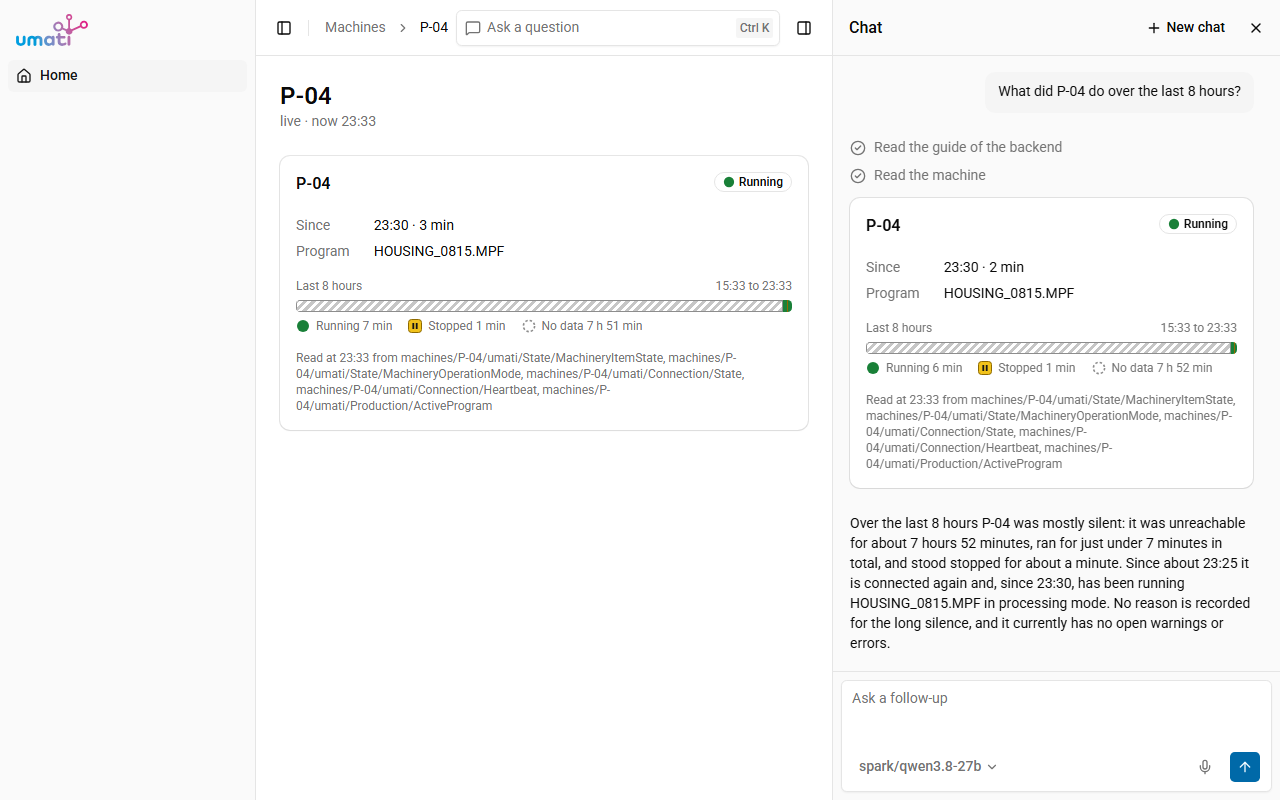 umati
Home
Machines
P-04
Ask a question
Ctrl K
P-04
live · now 23:33
P-04
Running
Since
23:30 · 3 min
Program
HOUSING_0815.MPF
Last 8 hours
15:33 to 23:33
Running 7 min
Stopped 1 min
No data 7 h 51 min
Read at 23:33 from machines/P-04/umati/State/MachineryItemState, machines/P-
04/umati/State/MachineryOperationMode, machines/P-04/umati/Connection/State,
machines/P-04/umati/Connection/Heartbeat, machines/P-
04/umati/Production/ActiveProgram
Chat
New chat
What did P-04 do over the last 8 hours?
Read the guide of the backend
Read the machine
P-04
Running
Since
23:30 · 2 min
Program
HOUSING_0815.MPF
Last 8 hours
15:33 to 23:33
Running 6 min
Stopped 1 min
No data 7 h 52 min
Read at 23:33 from machines/P-04/umati/State/MachineryItemState,
machines/P-04/umati/State/MachineryOperationMode, machines/P-
04/umati/Connection/State, machines/P-
04/umati/Connection/Heartbeat, machines/P-
04/umati/Production/ActiveProgram
Over the last 8 hours P-04 was mostly silent: it was unreachable
for about 7 hours 52 minutes, ran for just under 7 minutes in
total, and stood stopped for about a minute. Since about 23:25 it
is connected again and, since 23:30, has been running
HOUSING_0815.MPF in processing mode. No reason is recorded
for the long silence, and it currently has no open warnings or
errors.
Ask a follow-up
spark/qwen3.8-27b